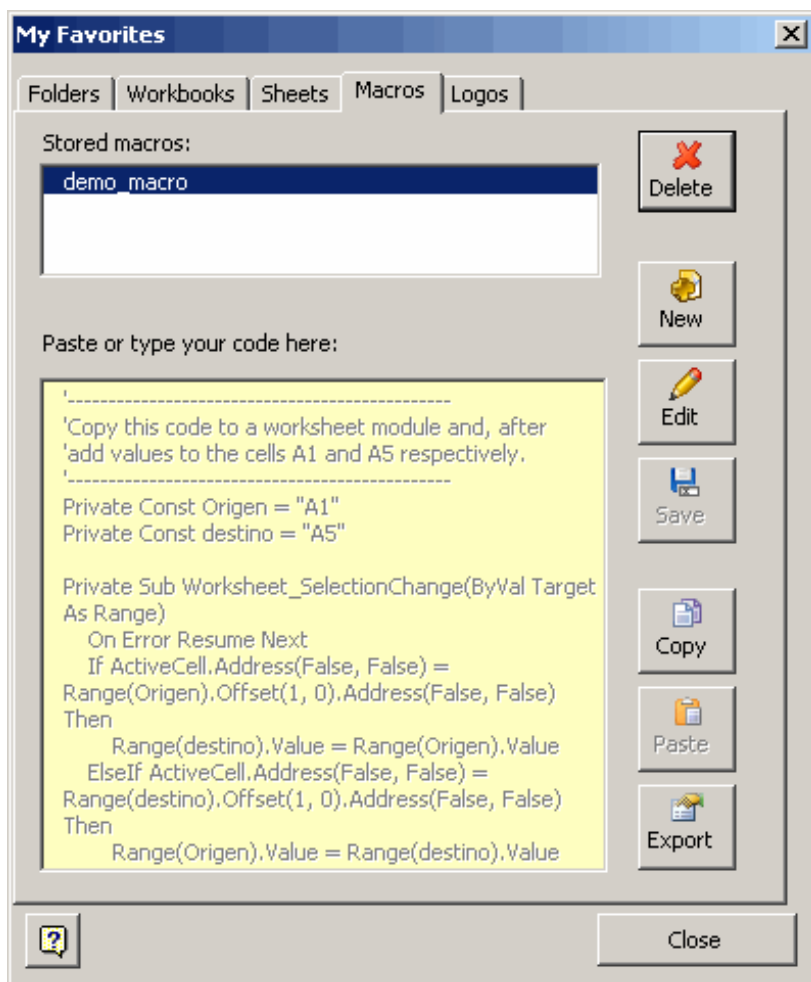 My Favorites
Folders Workbooks Sheets Macros Logos
Stored macros:
demo_macro
Delete
New
Paste or type your code here:
'-----------------------------------------------
'Copy this code to a worksheet module and, after
'add values to the cells A1 and A5 respectively.
'-----------------------------------------------
Private Const Origen = "A1"
Private Const destino = "A5"
Private Sub Worksheet_SelectionChange(ByVal Target
As Range)
On Error Resume Next
If ActiveCell.Address(False, False) =
Range(Origen).Offset(1, 0).Address(False, False)
Then
Range(destino).Value = Range(Origen).Value
ElseIf ActiveCell.Address(False, False) =
Range(destino).Offset(1, 0).Address(False, False)
Then
Range(Origen).Value = Range(destino).Value
Edit
Save
Copy
Paste
Export
?
Close